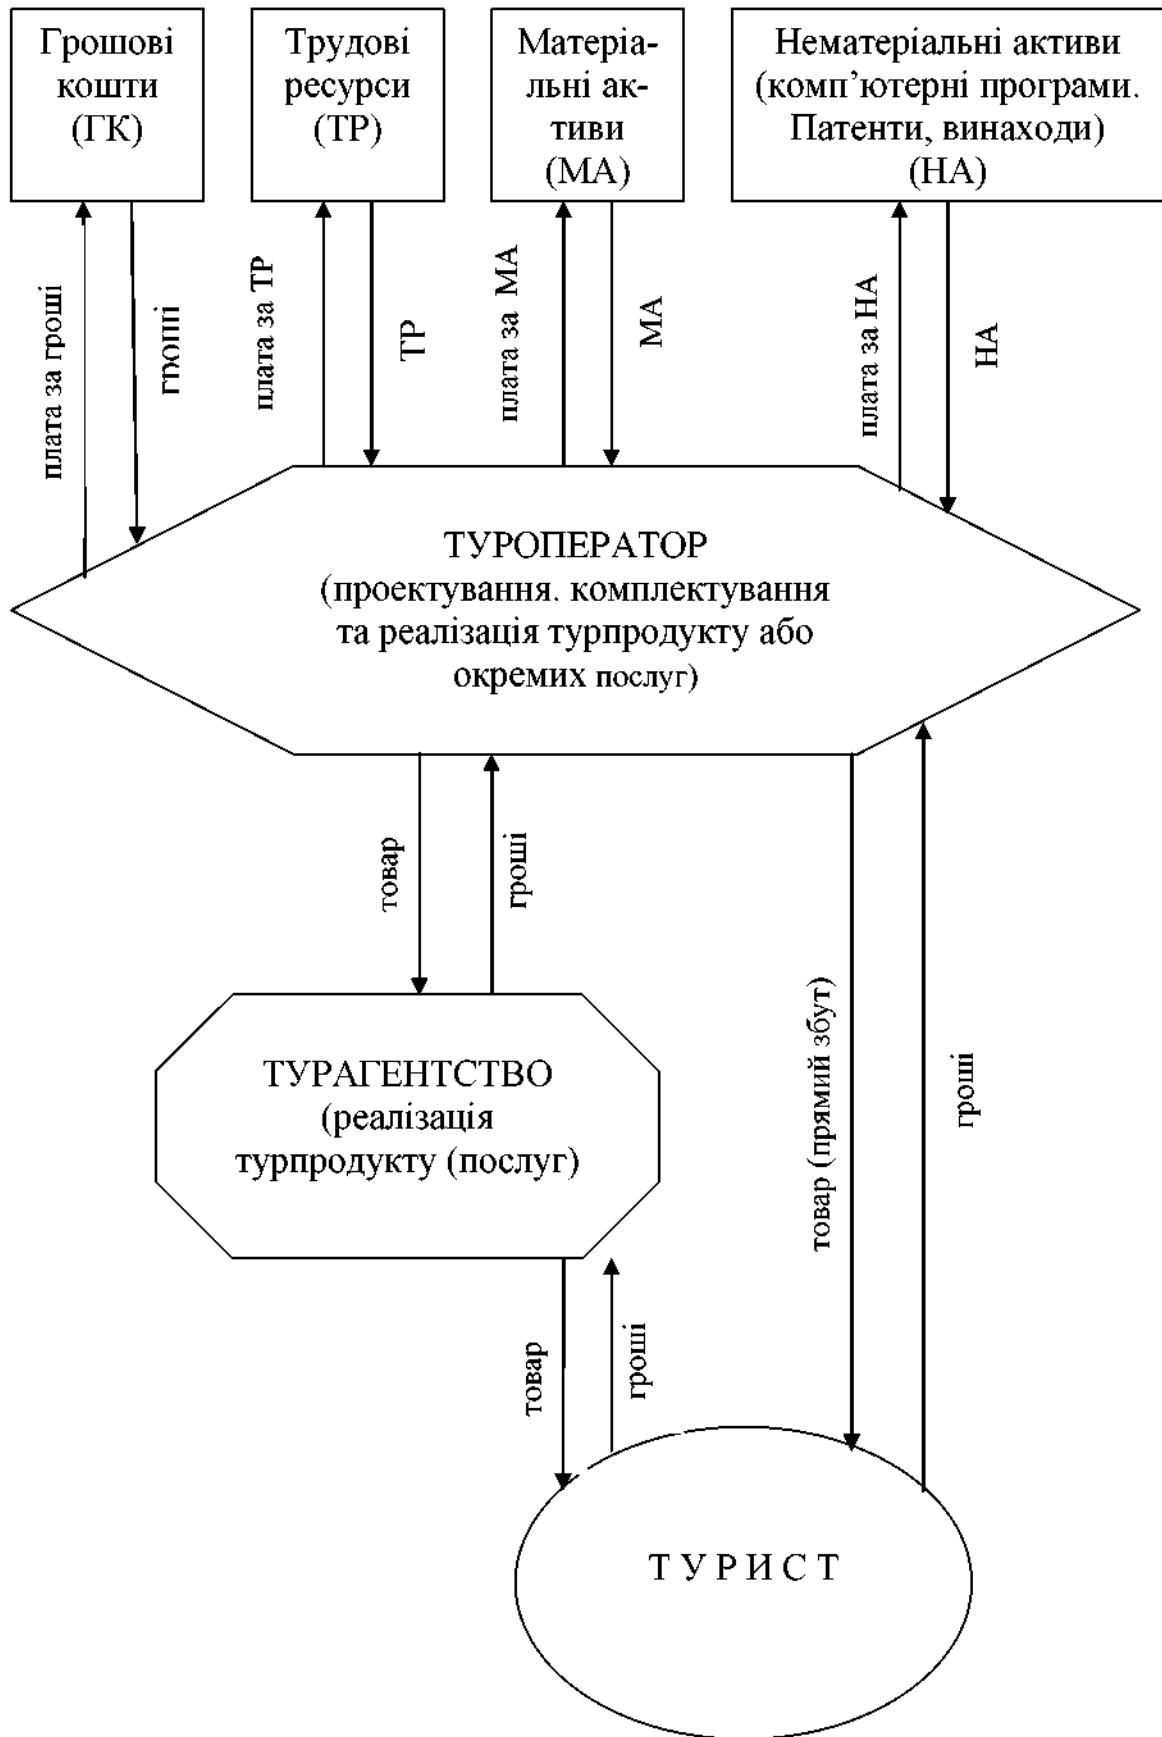 Грошові
кошти
(ГК)
Трудові
ресурси
(ТР)
Матеріа-
льні ак-
тиви
(МА)
Нематеріальні активи
(комп’ютерні програми.
Патенти, винаходи)
(НА)
плата за гроші
гроші
плата за ТР
ТР
плата за МА
МА
плата за НА
НА
ТУРОПЕРАТОР
(проектування. комплектування
та реалізація турпродукту або
окремих послуг)
товар
гроші
товар (прямий збут)
гроші
ТУРАГЕНТСТВО
(реалізація
турпродукту (послуг)
товар
гроші
Т У Р И С Т